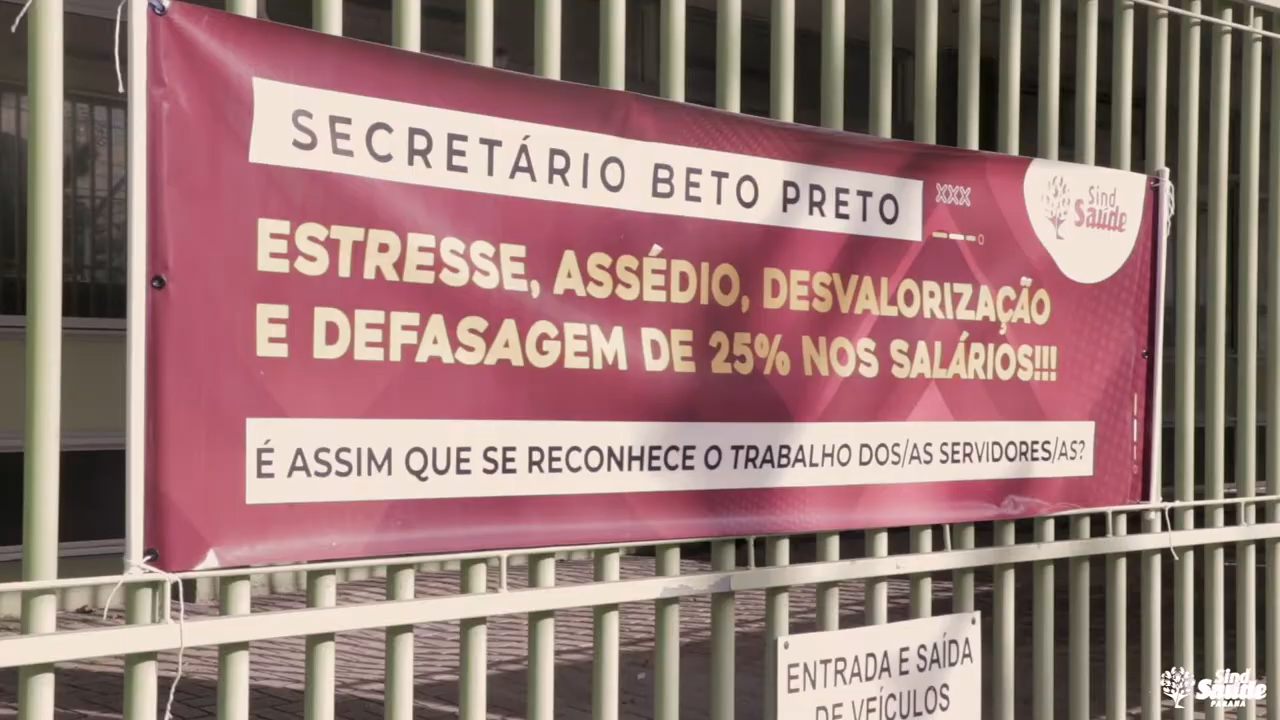 SECRETÁRIO BETO PRETO
XXX
Sind
Saúde
ESTRESSE, ASSÉDIO, DESVALORIZAÇÃO
E DEFASAGEM DE 25% NOS SALÁRIOS!!!
É ASSIM QUE SE RECONHECE O TRABALHO DOS/AS SERVIDORES/AS?
ENTRADA E SAÍDA
DE VEÍCULOS
Sind
Saúde
PARANÁ